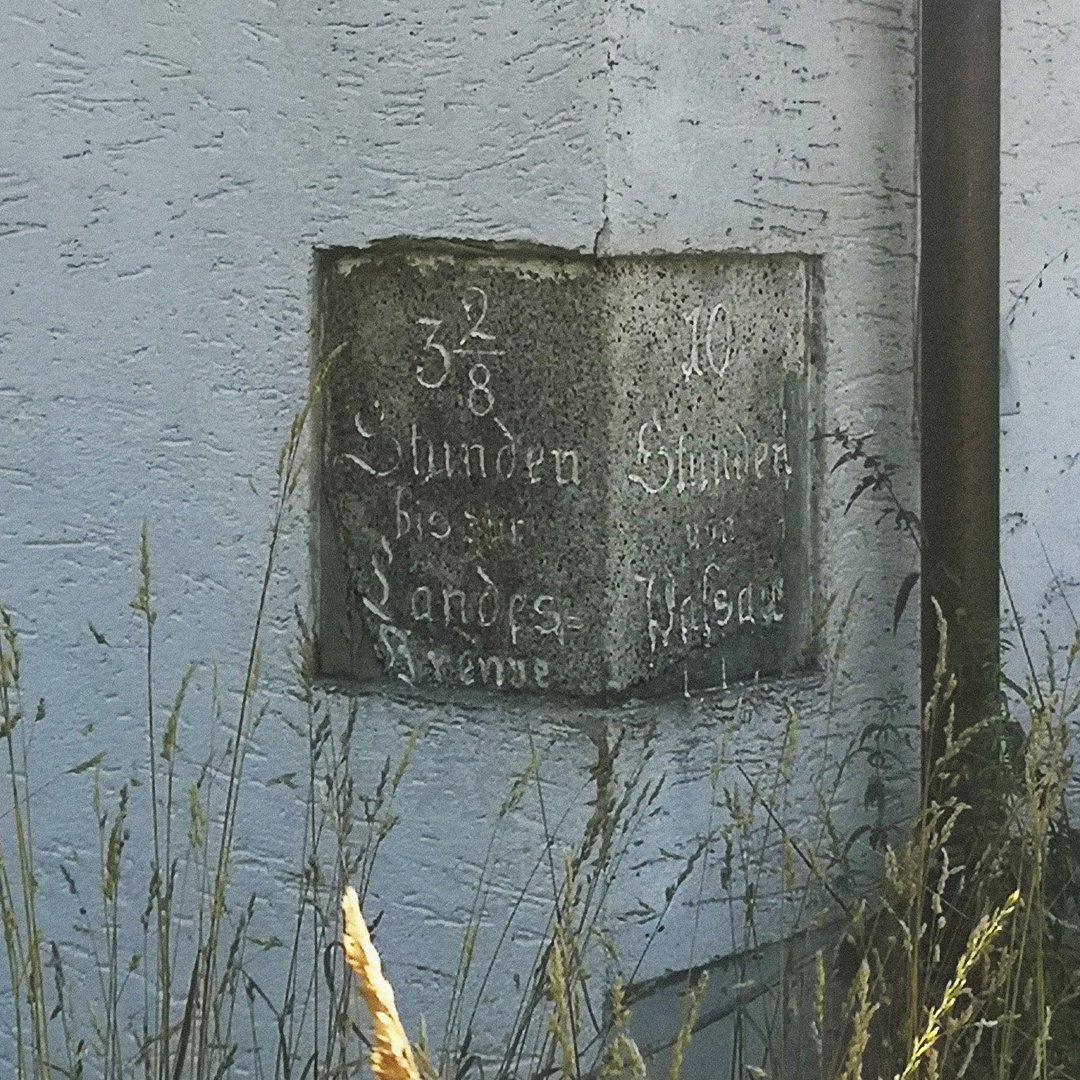 3 2/8
Stunden
bis zur
Landes=
Grenze
10
Stunden
von
Passau